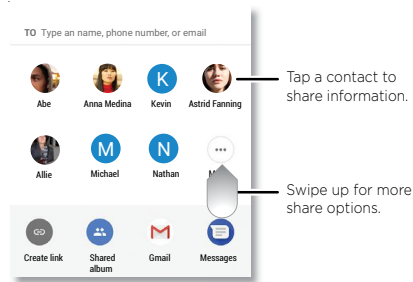 TO Type an name, phone number, or email
K
Abe Anna Medina Kevin Astrid Fanning
Tap a contact to
share information.
M N
Allie Michael Nathan
Swipe up for more
share options.
Create link Shared album Gmail Messages